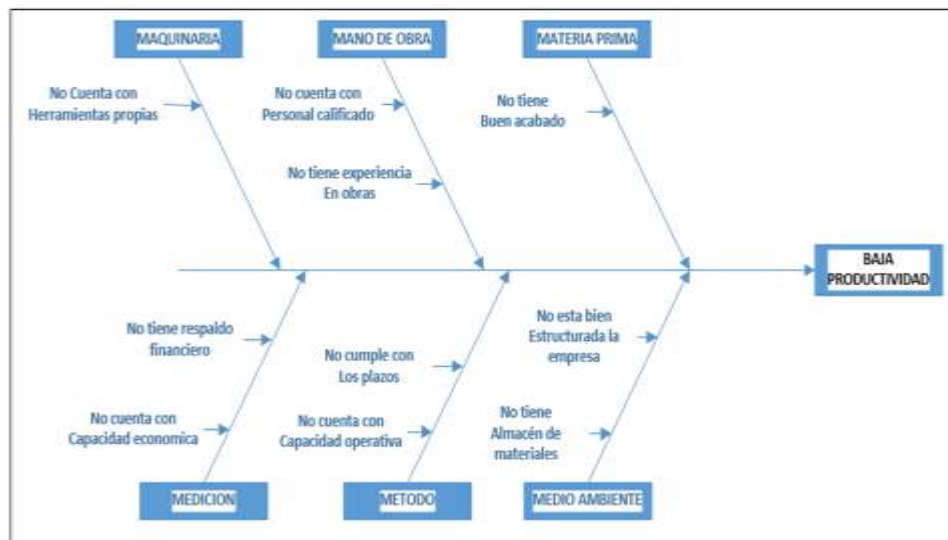 MAQUINARIA
MANO DE OBRA
MATERIA PRIMA
No Cuenta con
Herramientas propias
No cuenta con
Personal calificado
No tiene experiencia
En obras
No tiene
Buen acabado
BAJA
PRODUCTIVIDAD
No tiene respaldo
financiero
No cuenta con
Capacidad economica
No cumple con
Los plazos
No cuenta con
Capacidad operativa
No esta bien
Estructurada la
empresa
No tiene
Almacén de
materiales
MEDICION
METODO
MEDIO AMBIENTE